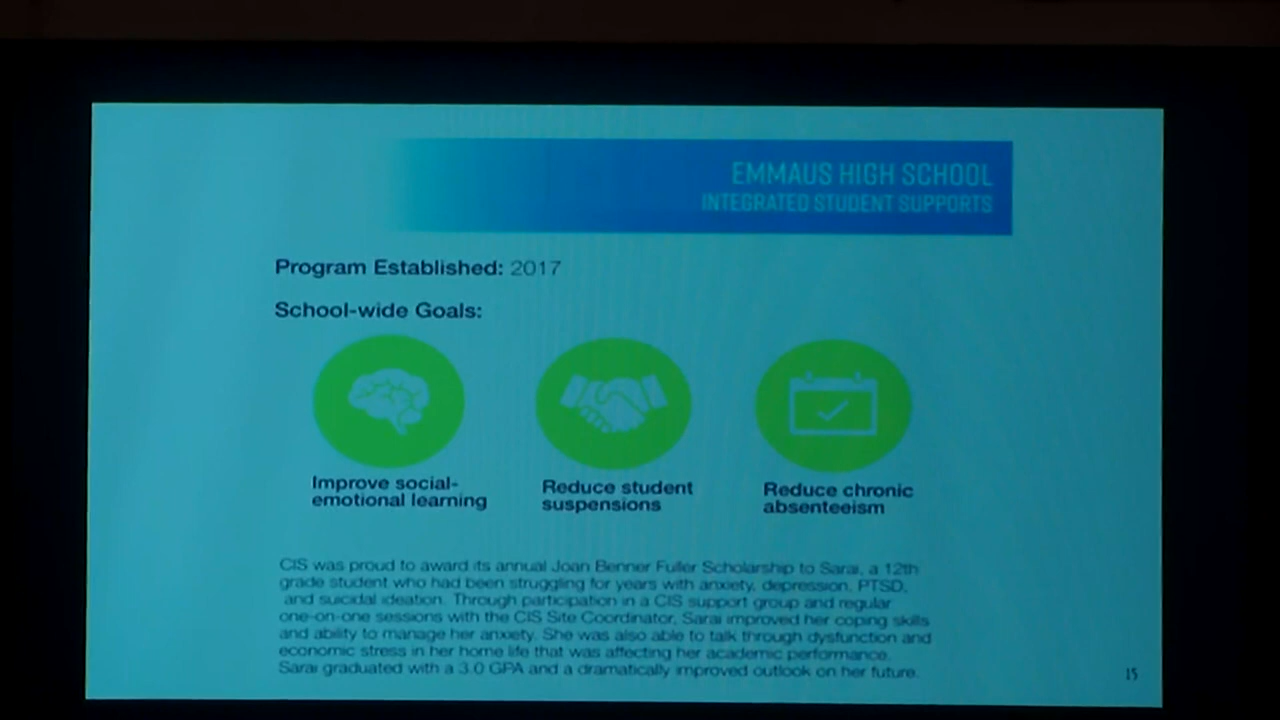 EMMAUS HIGH SCHOOL
INTEGRATED STUDENT SUPPORTS
Program Established: 2017
School-wide Goals:
Improve social-
emotional learning
Reduce student
suspensions
Reduce chronic
absenteeism
CIS was proud to award its annual Joan Benner Fuller Scholarship to Sarai, a 12th
grade student who had been struggling for years with anxiety, depression, PTSD,
and suicidal ideation. Through participation in a CIS support group and regular
one-on-one sessions with the CIS Site Coordinator, Sarai improved her coping skills
and ability to manage her anxiety. She was also able to talk through dysfunction and
economic stress in her home life that was affecting her academic performance.
Sarai graduated with a 3.0 GPA and a dramatically improved outlook on her future.
15